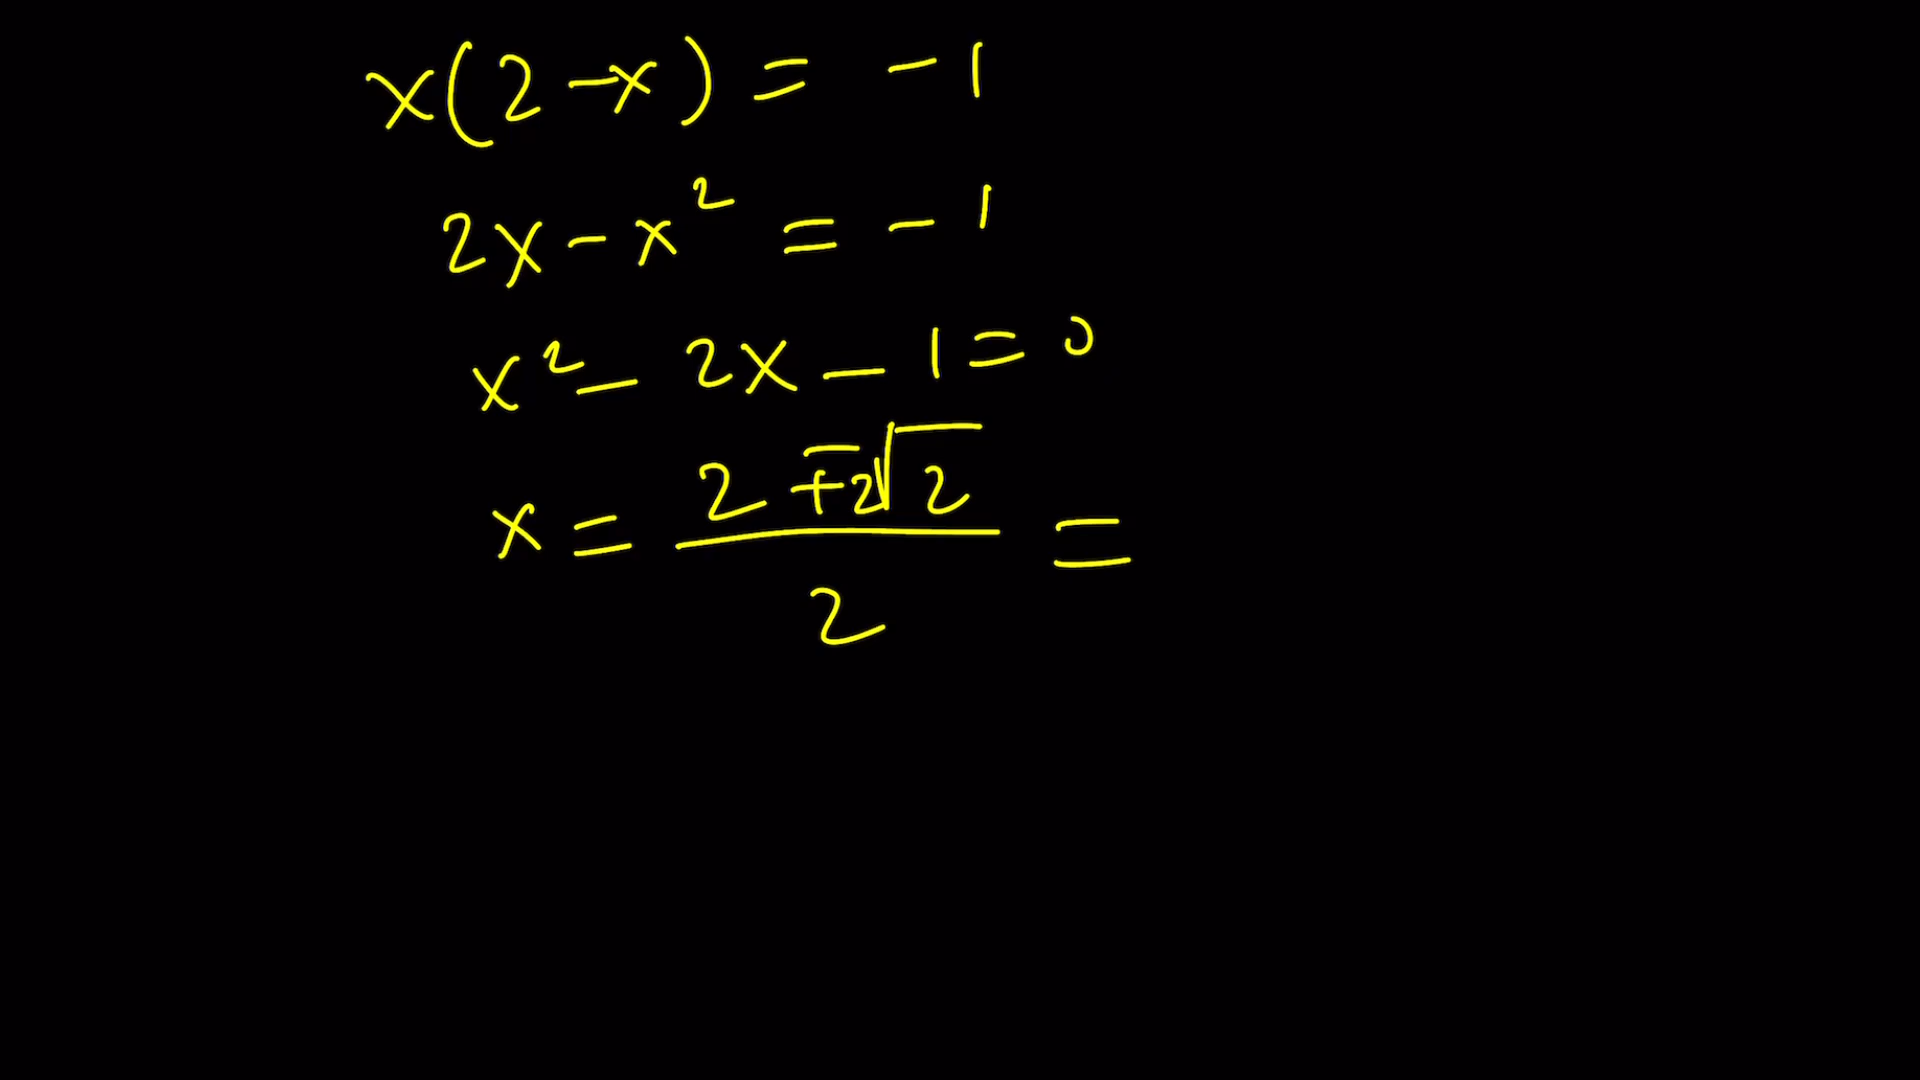 x(2-x) = -1
2x-x² = -1
x² - 2x - 1 = 0
x = (2 ∓ 2√2)/2 =